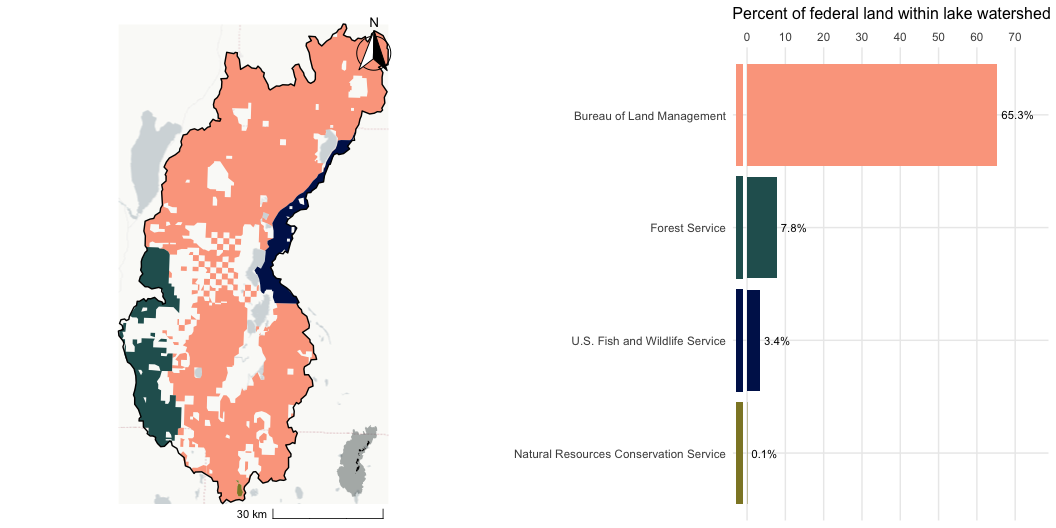 N
30 km
Percent of federal land within lake watershed
0 10 20 30 40 50 60 70
Bureau of Land Management 65.3%
Forest Service 7.8%
U.S. Fish and Wildlife Service 3.4%
Natural Resources Conservation Service 0.1%